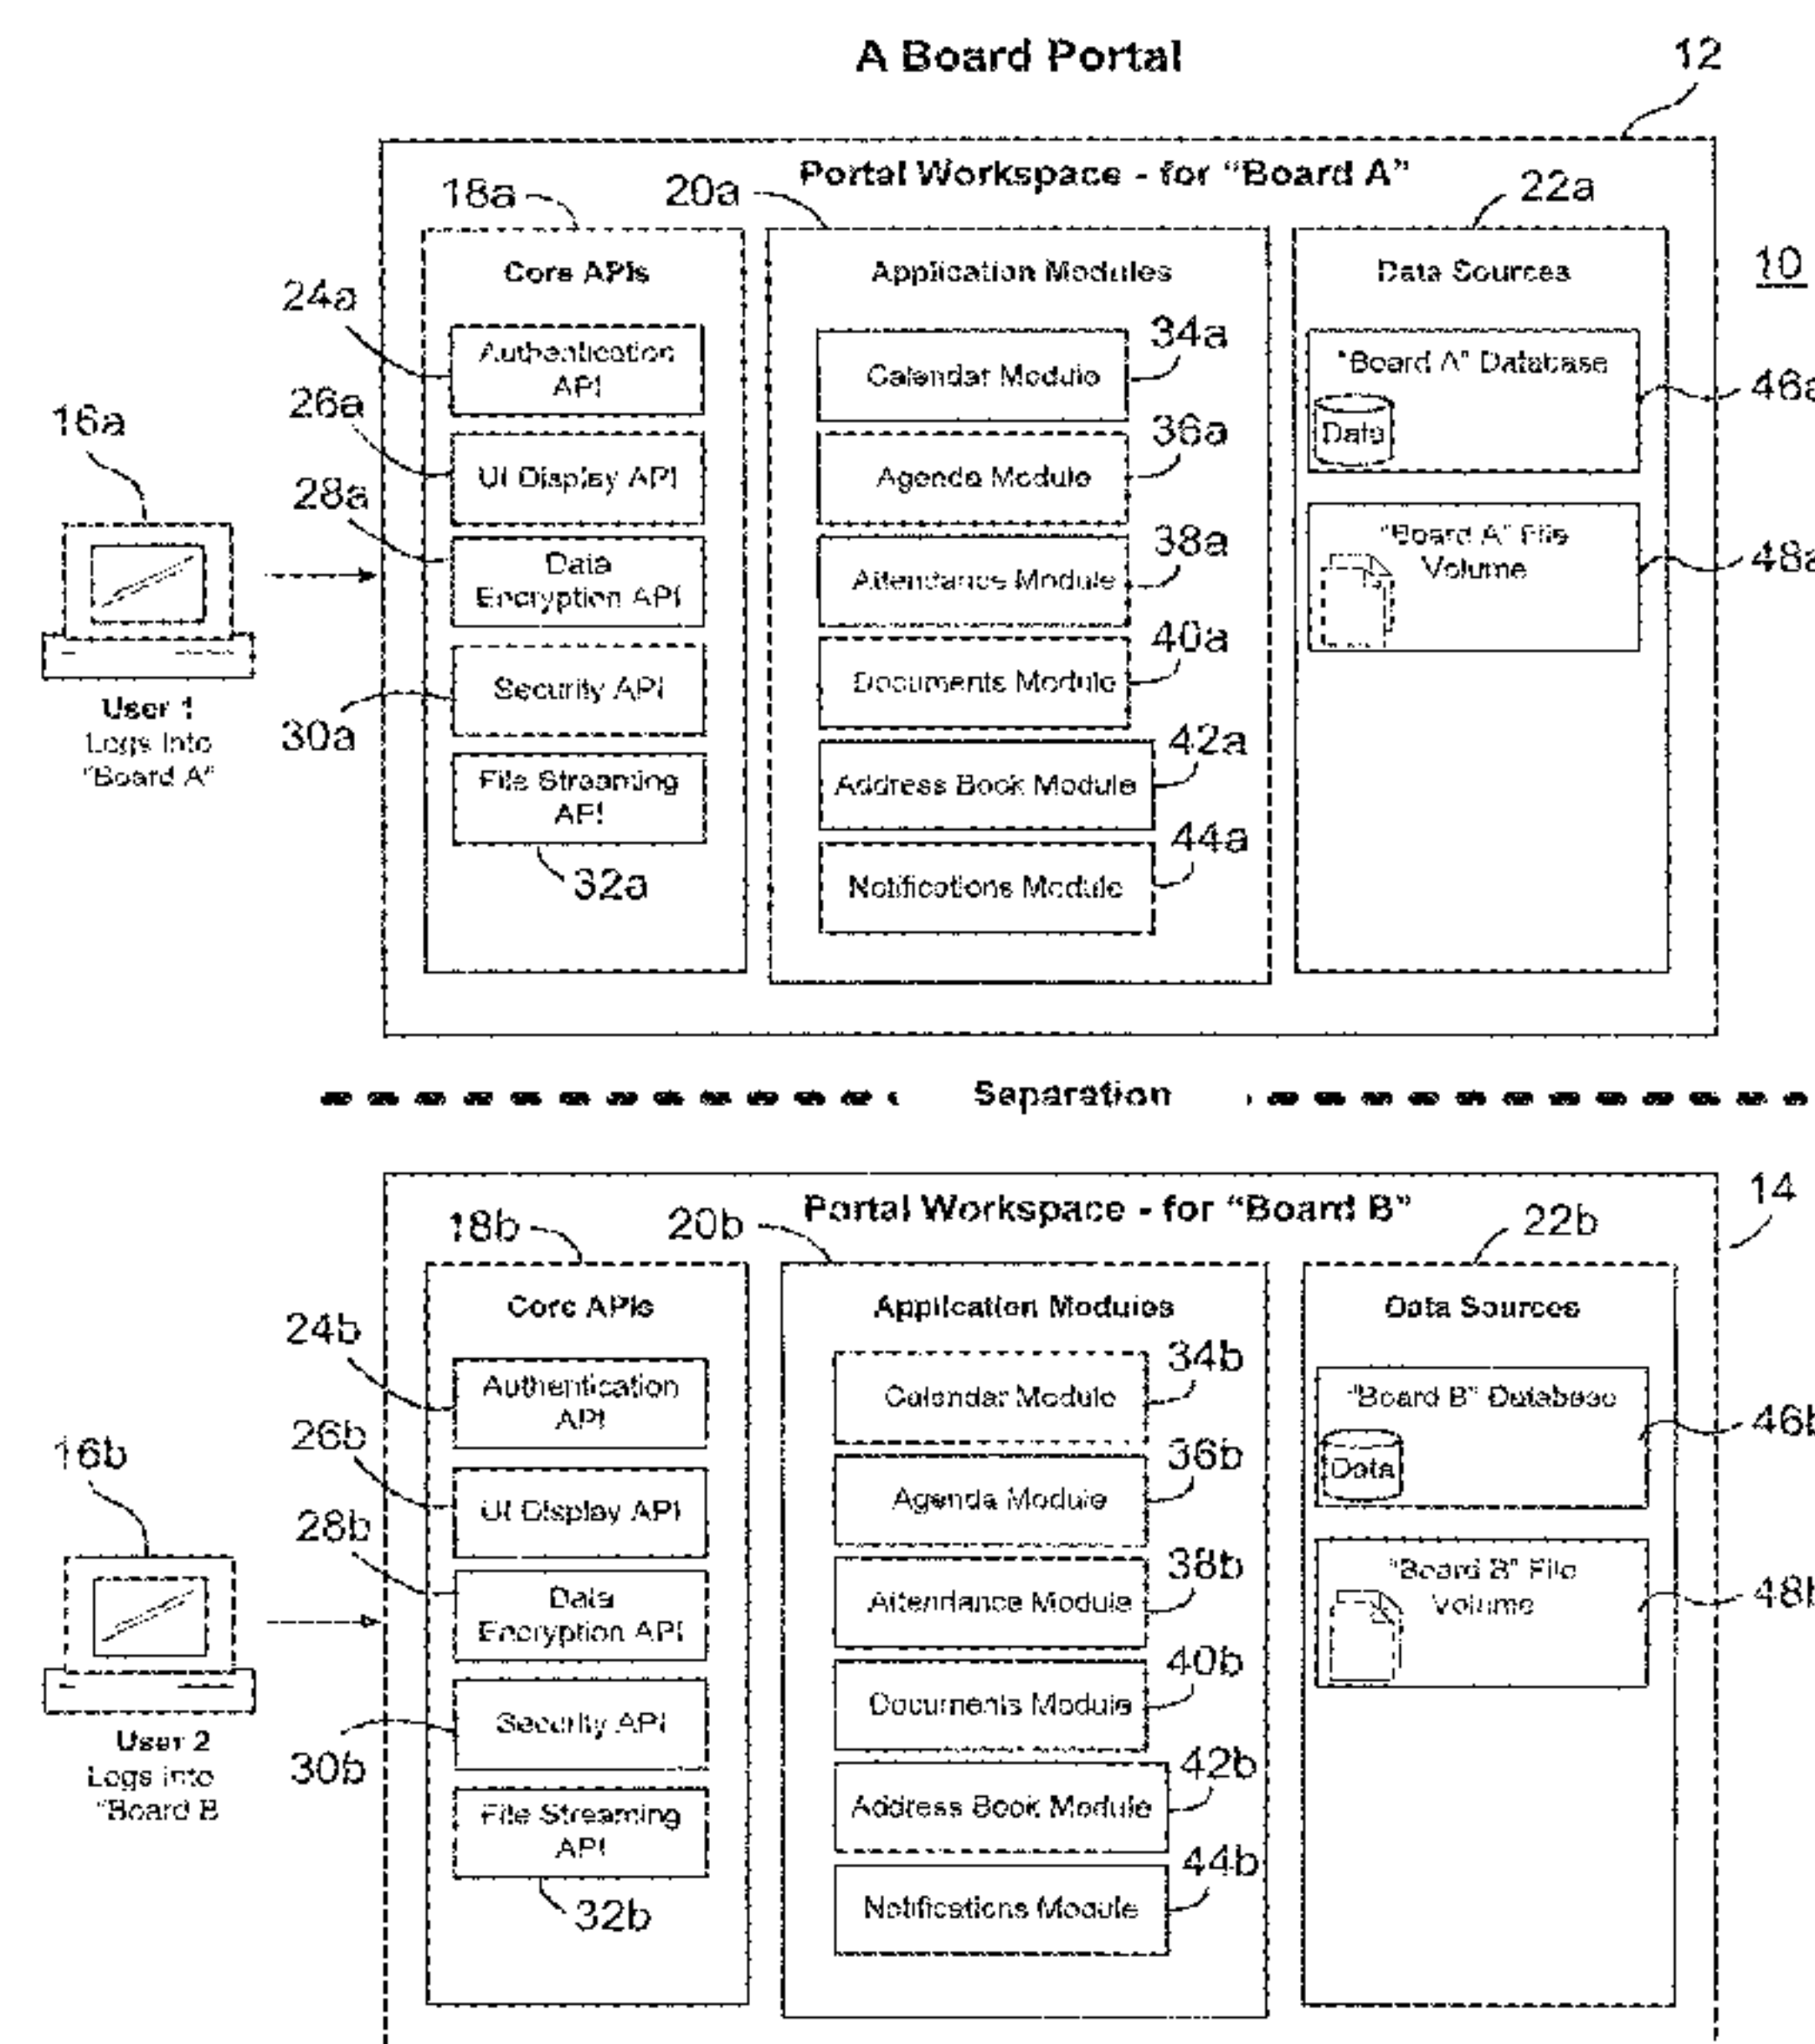 A Board Portal
12
Portal Workspace - for “Board A”
18a
20a
22a
10
Core APIs
Application Modules
Data Sources
24a
Authentication
API
26a
UI Display API
28a
Data
Encryption API
Security API
30a
File Streaming
API
32a
Calendar Module
34a
Agenda Module
36a
Attendance Module
38a
Documents Module
40a
Address Book Module
42a
Notifications Module
44a
"Board A" Database
Data
46a
"Board A" File
Volume
48a
16a
User 1
Logs Into
"Board A"
Separation
Portal Workspace - for “Board B”
14
18b
20b
22b
Core APIs
Application Modules
Data Sources
24b
Authentication
API
26b
UI Display API
28b
Data
Encryption API
Security API
30b
File Streaming
API
32b
Calendar Module
34b
Agenda Module
36b
Attendance Module
38b
Documents Module
40b
Address Book Module
42b
Notifications Module
44b
"Board B" Database
Data
46b
"Board B" File
Volume
48b
16b
User 2
Logs into
"Board B